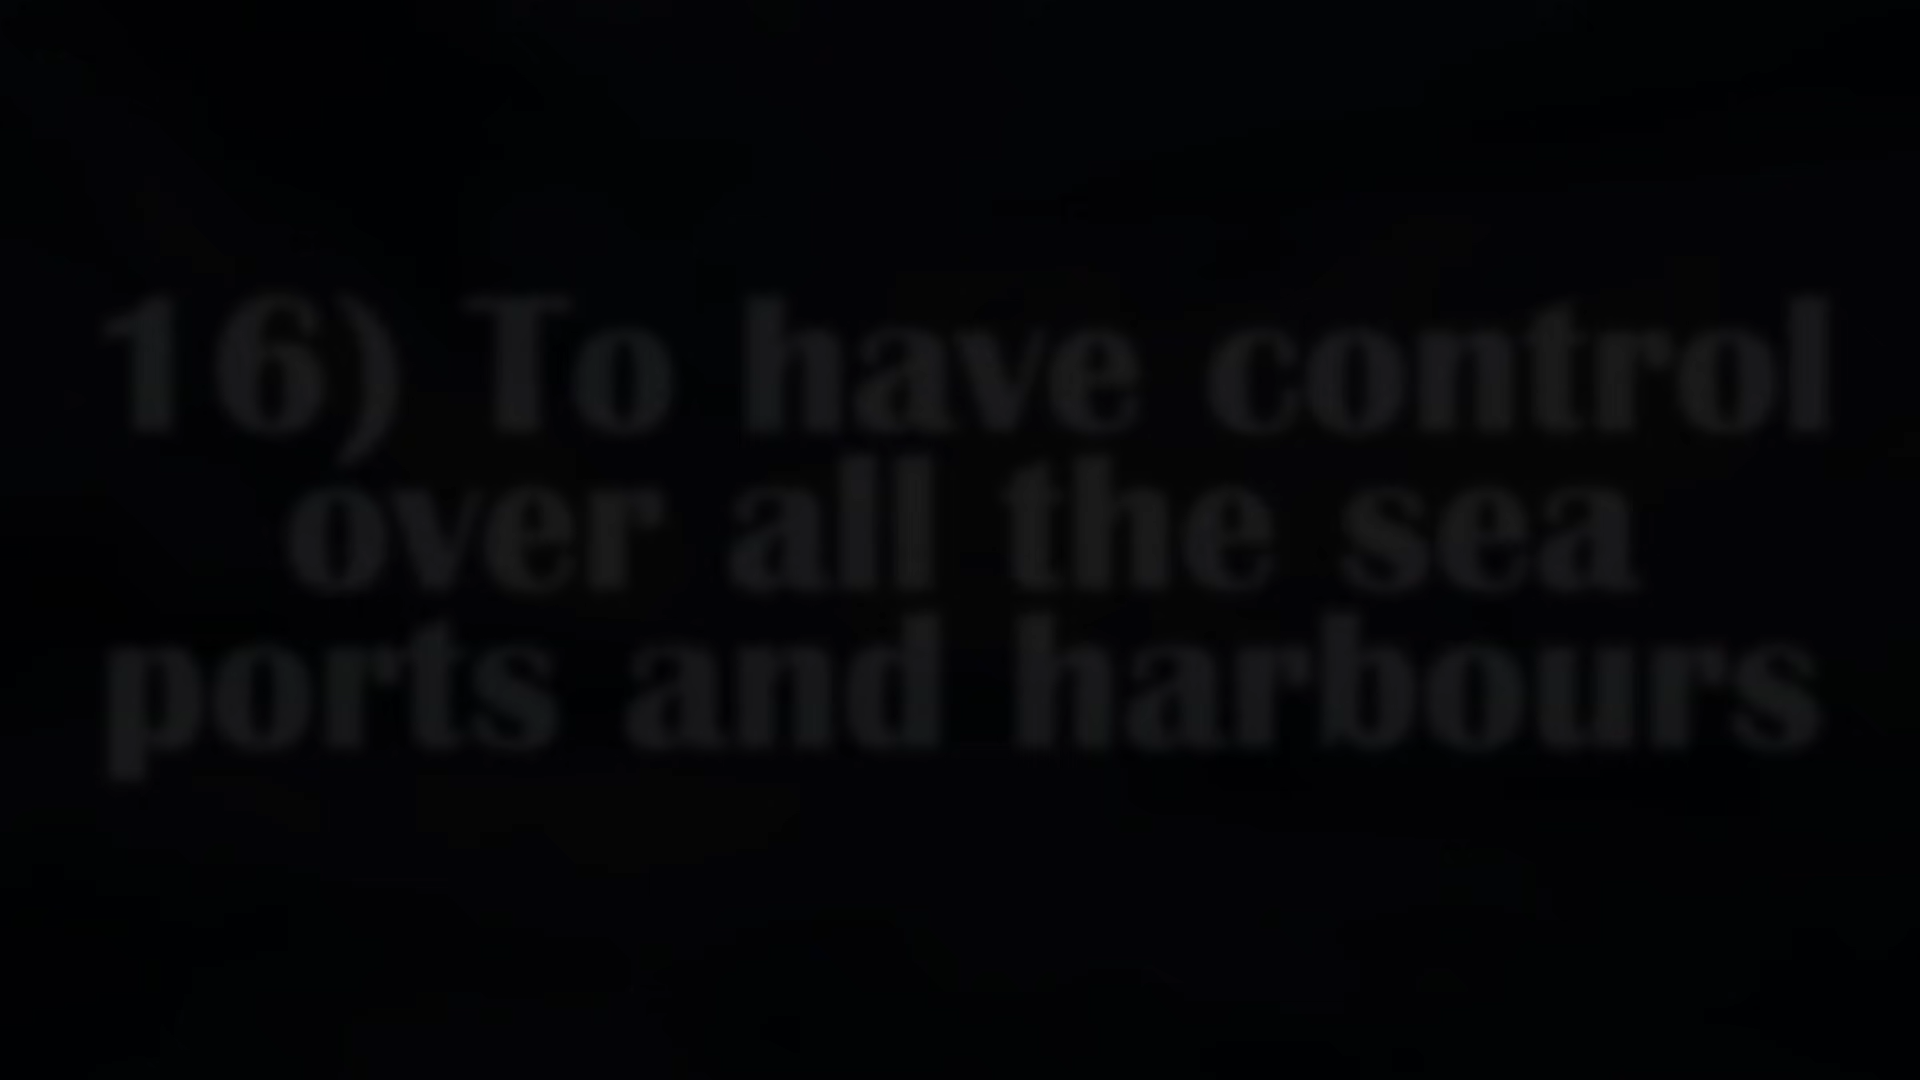 16) To have control
over all the sea
ports and harbours